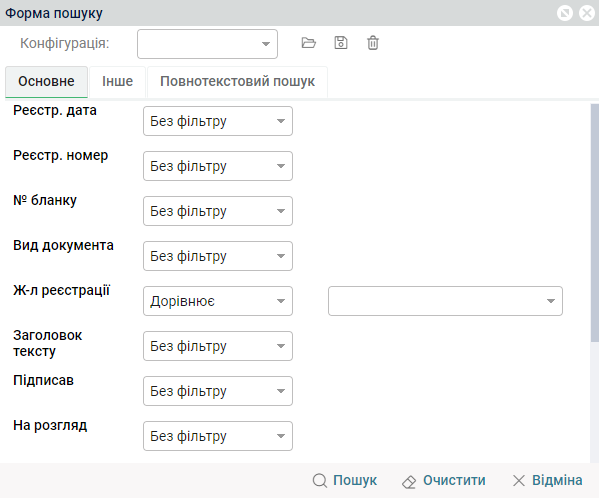 Форма пошуку
Конфігурація:
Основне Інше Повнотекстовий пошук
Реєстр. дата Без фільтру
Реєстр. номер Без фільтру
№ бланку Без фільтру
Вид документа Без фільтру
Ж-л реєстрації Дорівнює
Заголовок
тексту Без фільтру
Підписав Без фільтру
На розгляд Без фільтру
Пошук Очистити Відміна